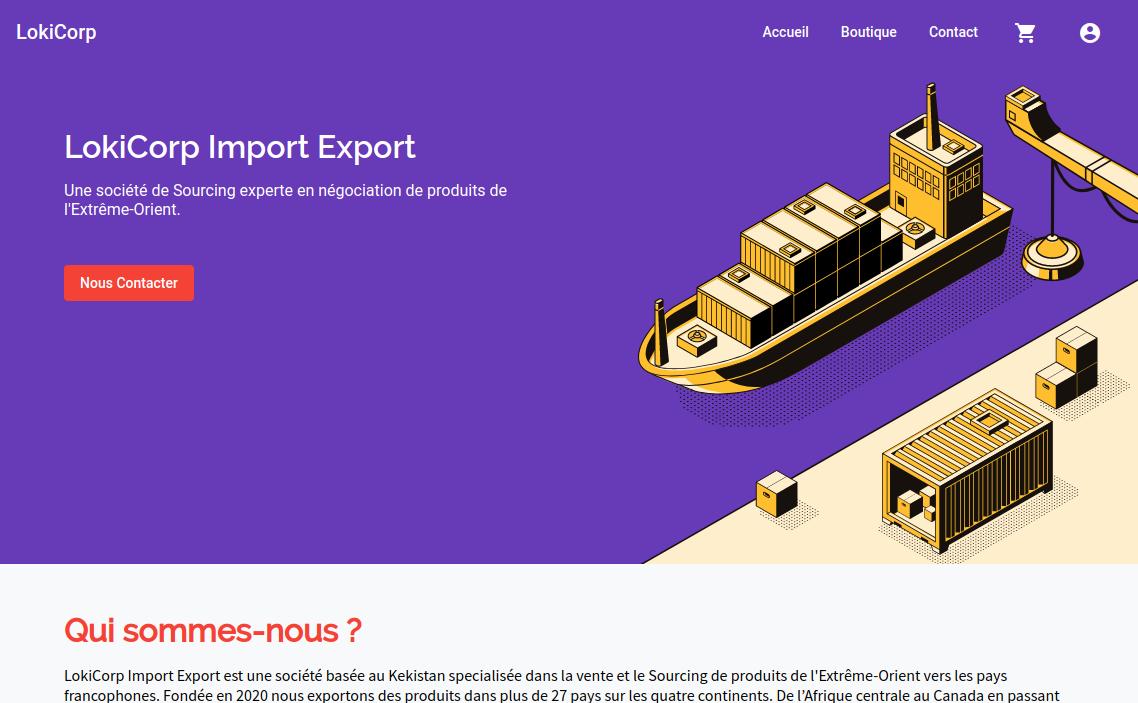 LokiCorp
Accueil Boutique Contact
LokiCorp Import Export
Une société de Sourcing experte en négociation de produits de
l'Extrême-Orient.
Nous Contacter
Qui sommes-nous ?
LokiCorp Import Export est une société basée au Kekistan specialisée dans la vente et le Sourcing de produits de l'Extrême-Orient vers les pays
francophones. Fondée en 2020 nous exportons des produits dans plus de 27 pays sur les quatre continents. De l'Afrique centrale au Canada en passant